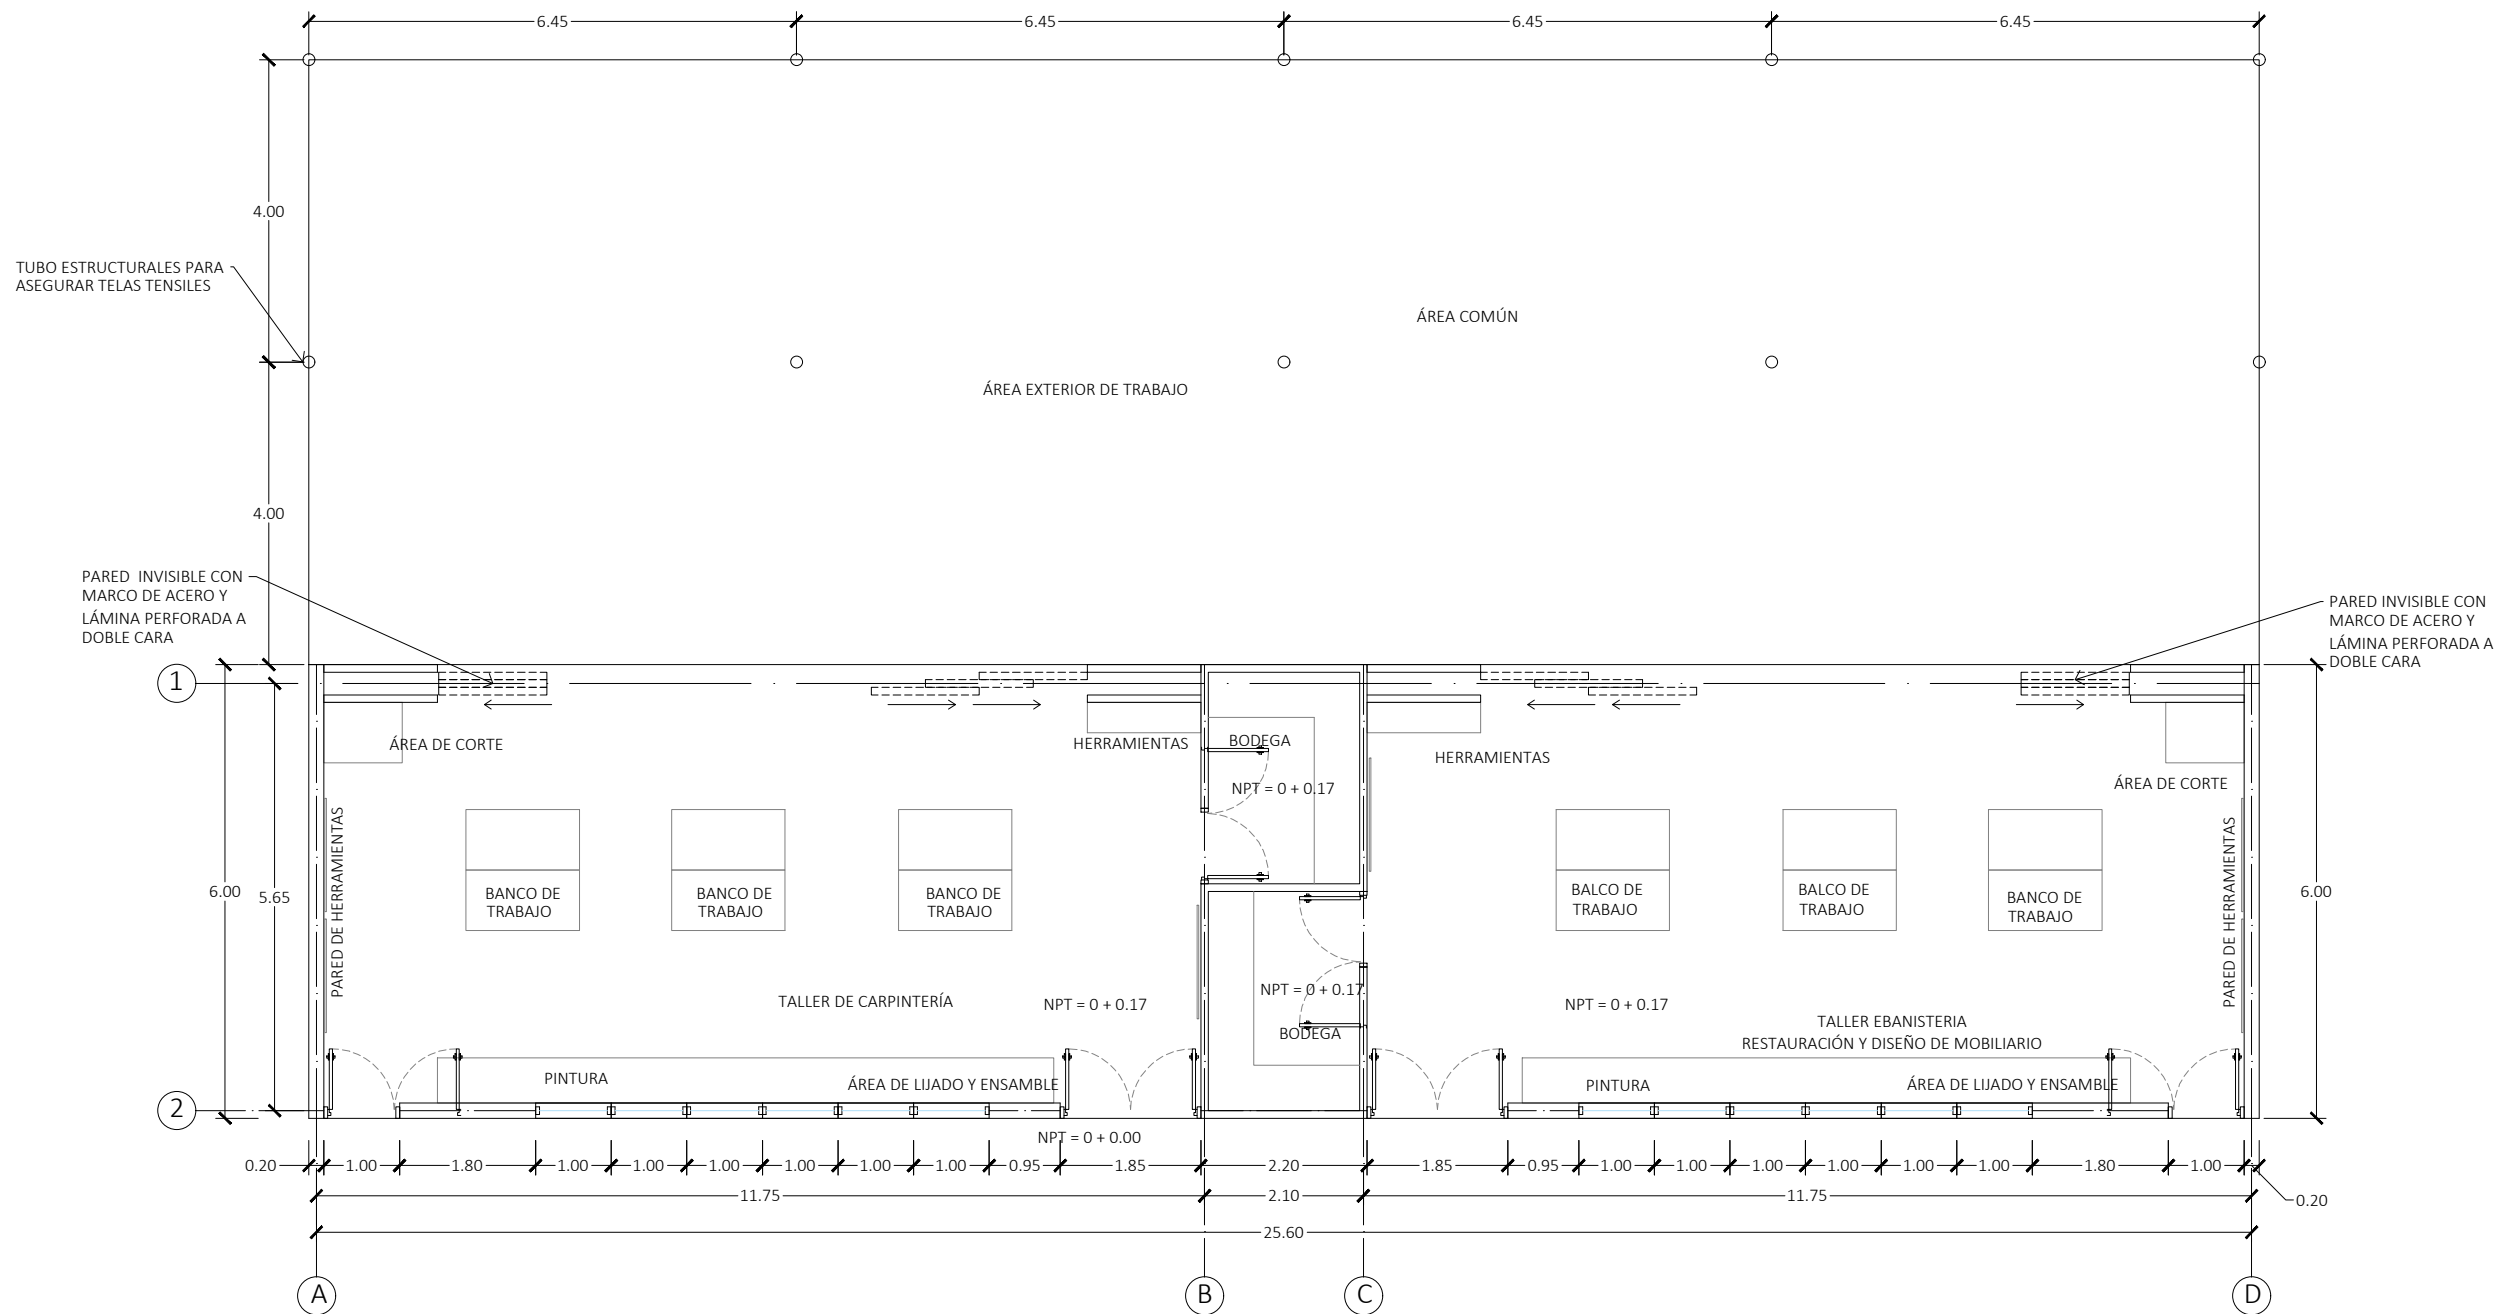 6.45 6.45 6.45 6.45
4.00
TUBO ESTRUCTURALES PARA
ASEGURAR TELAS TENSILES
ÁREA COMÚN
ÁREA EXTERIOR DE TRABAJO
4.00
PARED INVISIBLE CON
MARCO DE ACERO Y
LÁMINA PERFORADA A
DOBLE CARA
PARED INVISIBLE CON
MARCO DE ACERO Y
LÁMINA PERFORADA A
DOBLE CARA
1
ÁREA DE CORTE
HERRAMIENTAS
BODEGA
HERRAMIENTAS
ÁREA DE CORTE
NPT = 0 + 0.17
PARED DE HERRAMIENTAS
PARED DE HERRAMIENTAS
6.00
5.65
6.00
BANCO DE
TRABAJO
BANCO DE
TRABAJO
BANCO DE
TRABAJO
BALCO DE
TRABAJO
BALCO DE
TRABAJO
BANCO DE
TRABAJO
TALLER DE CARPINTERÍA
NPT = 0 + 0.17
NPT = 0 + 0.17
NPT = 0 + 0.17
BODEGA
TALLER EBANISTERIA
RESTAURACIÓN Y DISEÑO DE MOBILIARIO
PINTURA
ÁREA DE LIJADO Y ENSAMBLE
PINTURA
ÁREA DE LIJADO Y ENSAMBLE
2
NPT = 0 + 0.00
0.20 1.00 1.80 1.00 1.00 1.00 1.00 1.00 1.00 0.95 1.85 2.20 1.85 0.95 1.00 1.00 1.00 1.00 1.00 1.00 1.80 1.00
11.75 2.10 11.75 0.20
25.60
A B C D